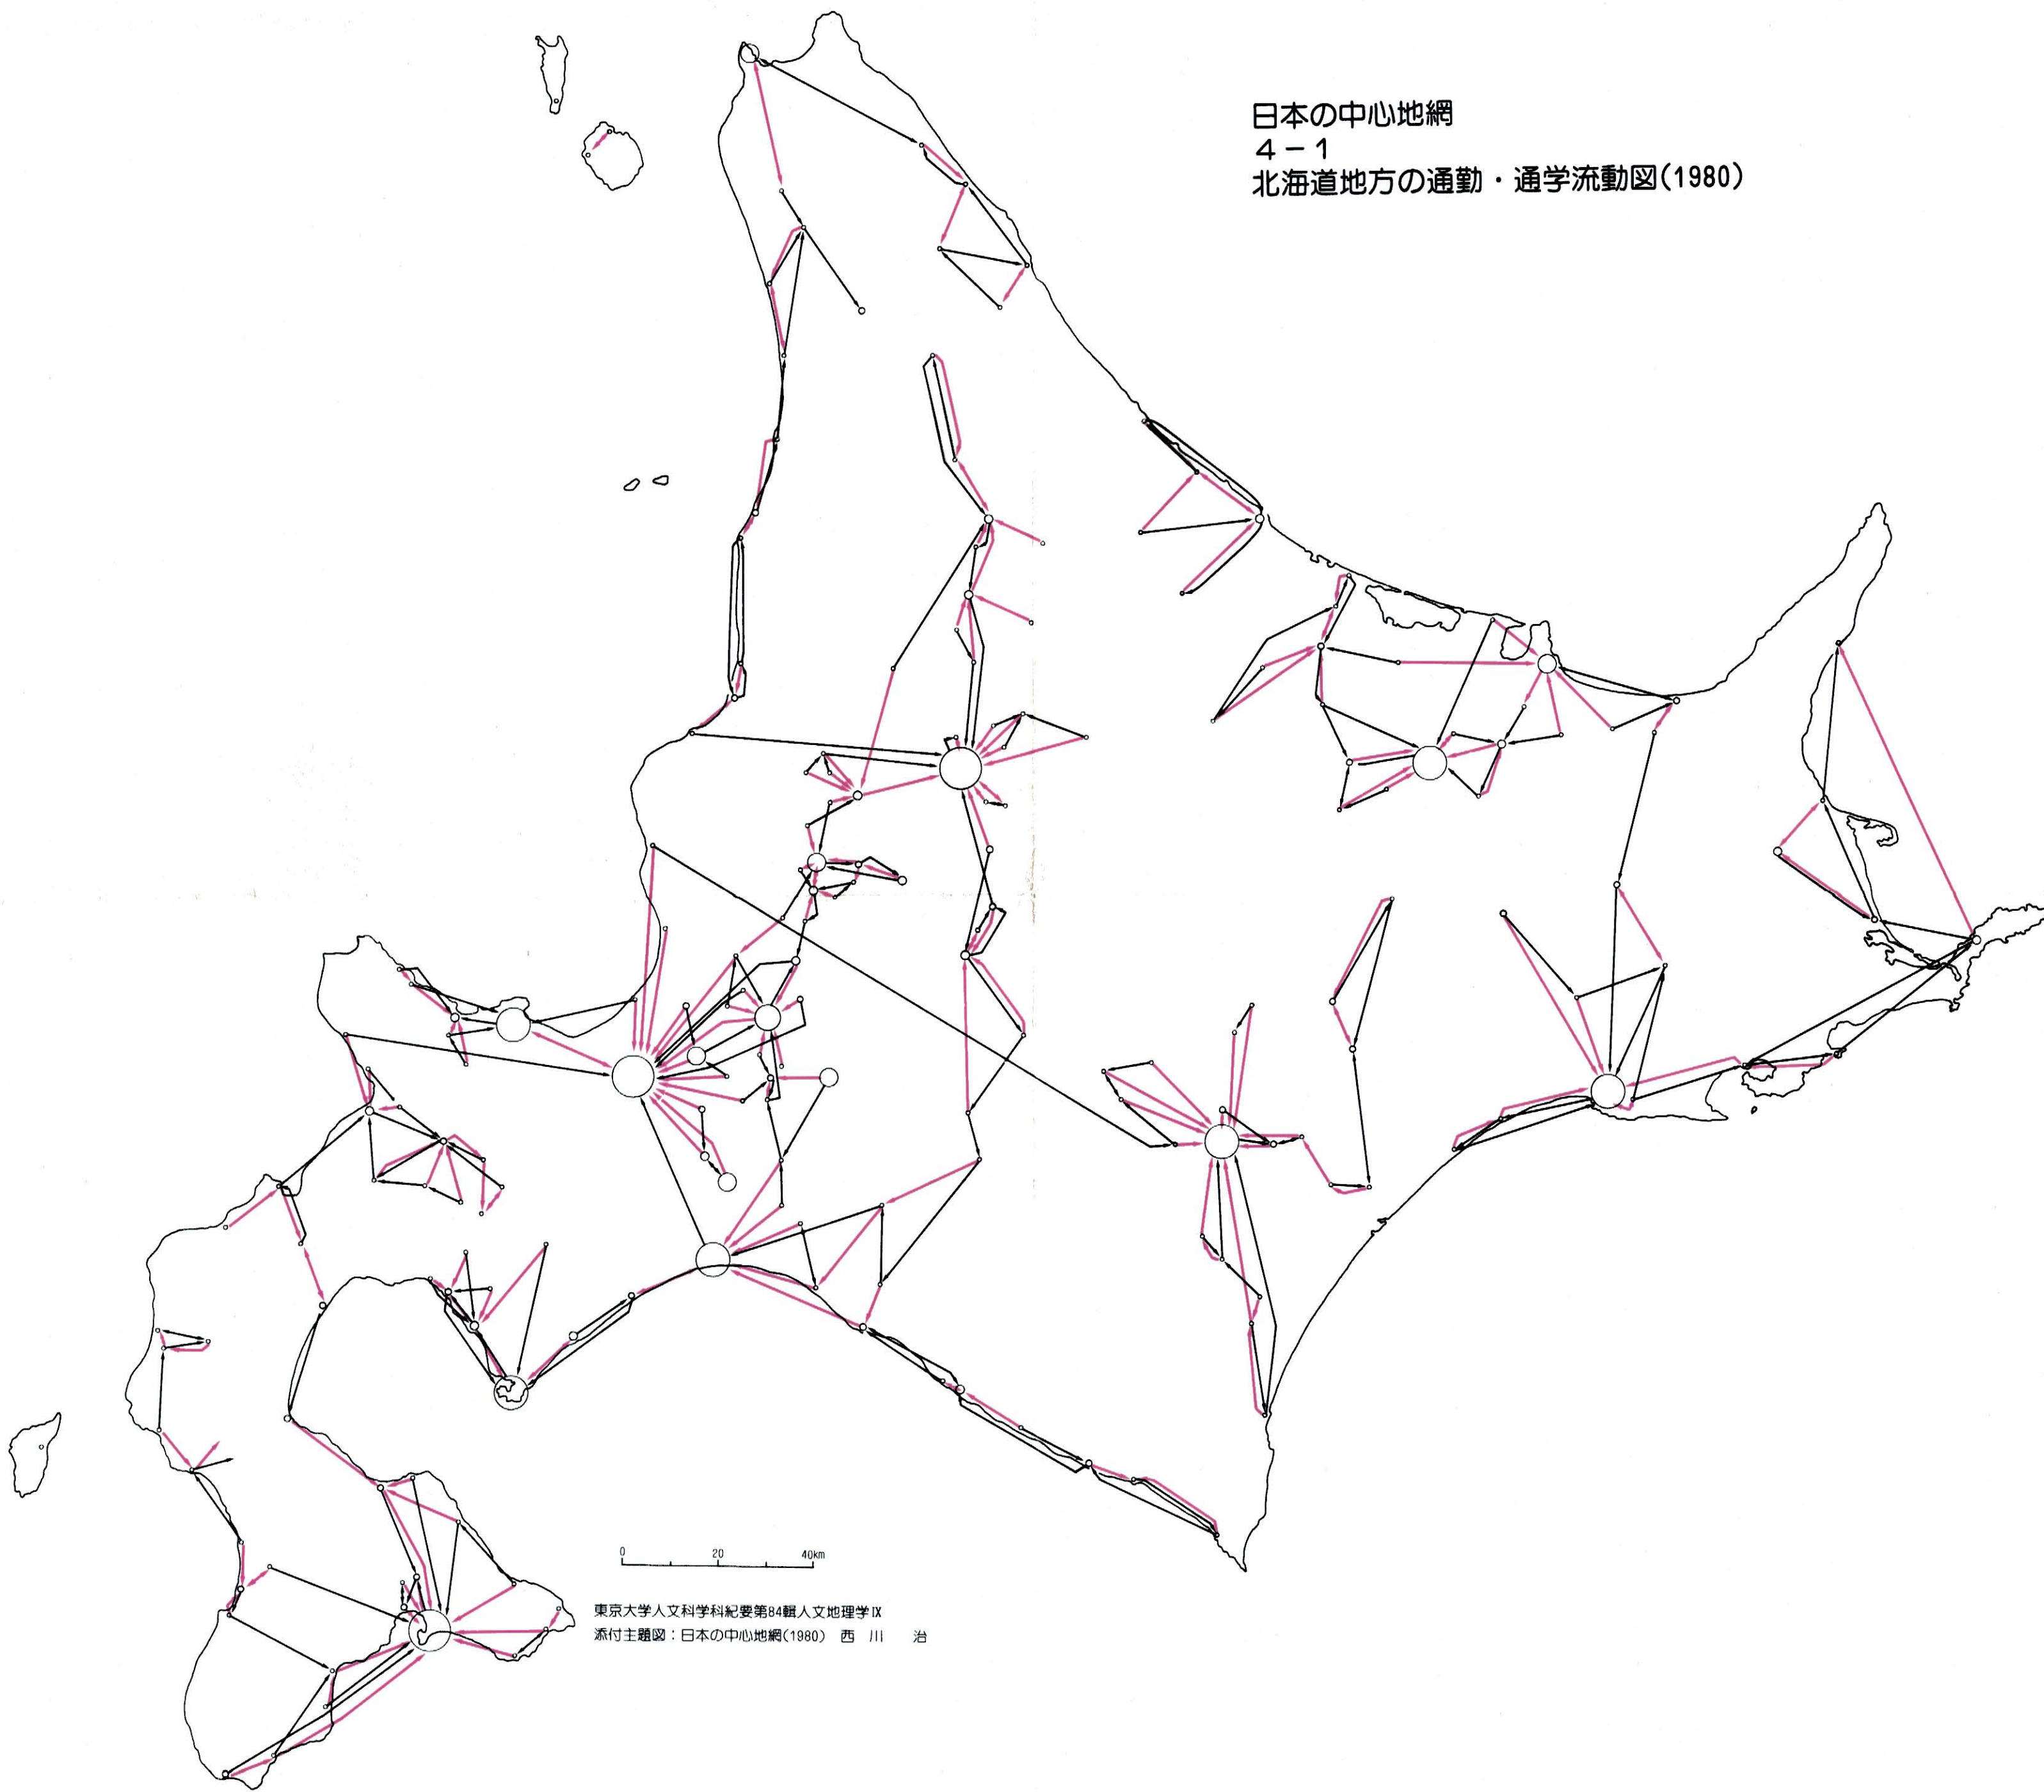 日本の中心地網
4-1
北海道地方の通勤・通学流動図(1980)
0 20 40km
東京大学人文科学科紀要第84輯人文地理学Ⅸ
添付主題図:日本の中心地網(1980) 西川 治